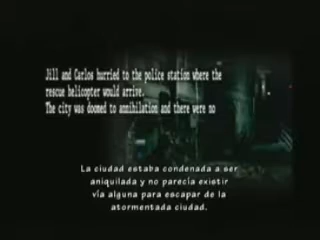 Jill and Carlos hurried to the police station where the
rescue helicopter would arrive.
The city was doomed to annihilation and there were no
La ciudad estaba condenada a ser
aniquilada y no parecía existir
vía alguna para escapar de la
atormentada ciudad.